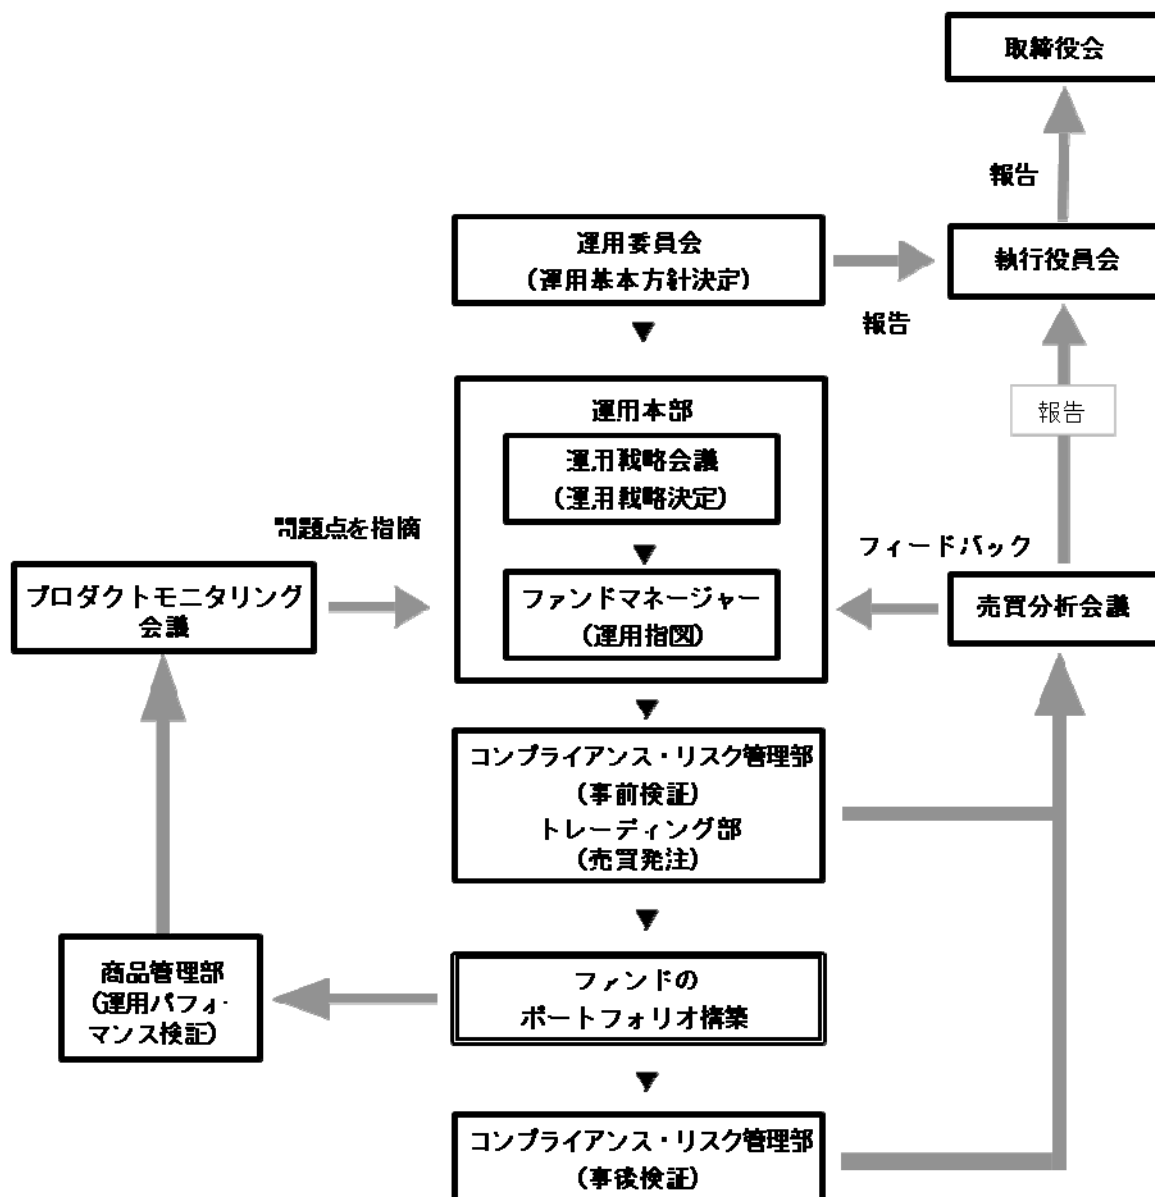 取締役会
報告
運用委員会
(運用基本方針決定)
執行役員会
報告
報告
運用本部
運用戦略会議
(運用戦略決定)
問題点を指摘
フィードバック
プロダクトモニタリング
会議
ファンドマネージャー
(運用指図)
売買分析会議
コンプライアンス・リスク管理部
(事前検証)
トレーディング部
(売買発注)
商品管理部
(運用パフォー
マンス検証)
ファンドの
ポートフォリオ構築
コンプライアンス・リスク管理部
(事後検証)